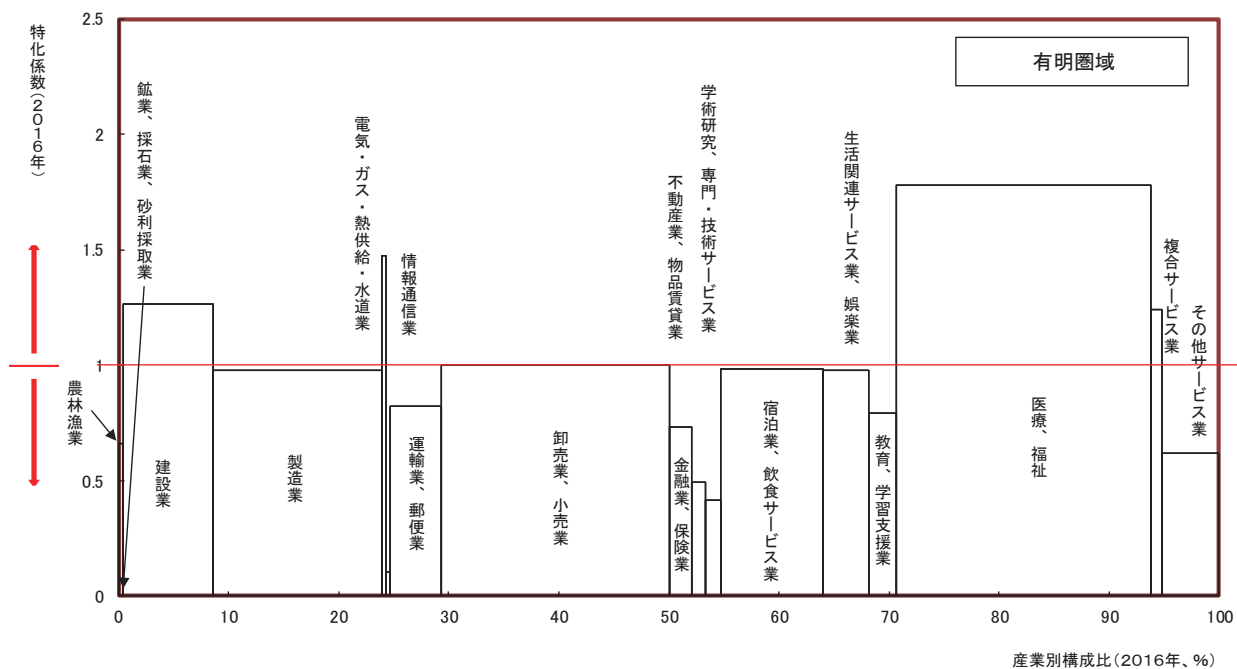 有明圏域
特化係数(2016年)
2.5
2
1.5
1
0.5
0
0
10
20
30
40
50
60
70
80
90
100
産業別構成比(2016年、%)
農林漁業
鉱業、採石業、砂利採取業
建設業
製造業
電気・ガス・熱供給・水道業
情報通信業
運輸業、郵便業
卸売業、小売業
金融業、保険業
不動産業、物品賃貸業
学術研究、専門・技術サービス業
宿泊業、飲食サービス業
生活関連サービス業、娯楽業
教育、学習支援業
医療、福祉
複合サービス業
その他サービス業